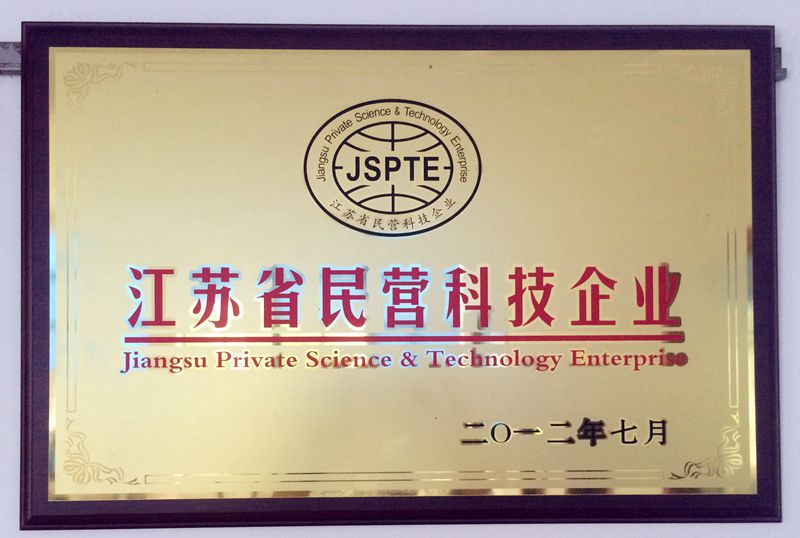 Jiangsu Private Science & Technology Enterprise
JSPTE
江苏省民营科技企业
江苏省民营科技企业
Jiangsu Private Science & Technology Enterprise
二〇一二年七月